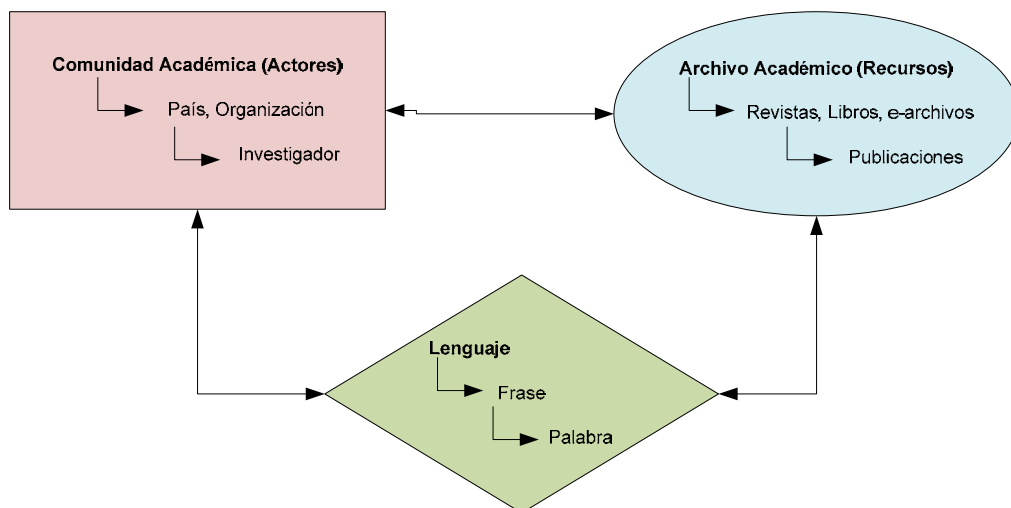 Comunidad Académica (Actores)
País, Organización
Investigador
Archivo Académico (Recursos)
Revistas, Libros, e-archivos
Publicaciones
Lenguaje
Frase
Palabra